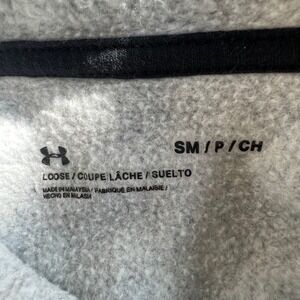 SM / P / CH
LOOSE / COUPE LÂCHE / SUELTO
MADE IN MALAYSIA / FABRIQUÉ EN MALAISIE /
HECHO EN MALASIA